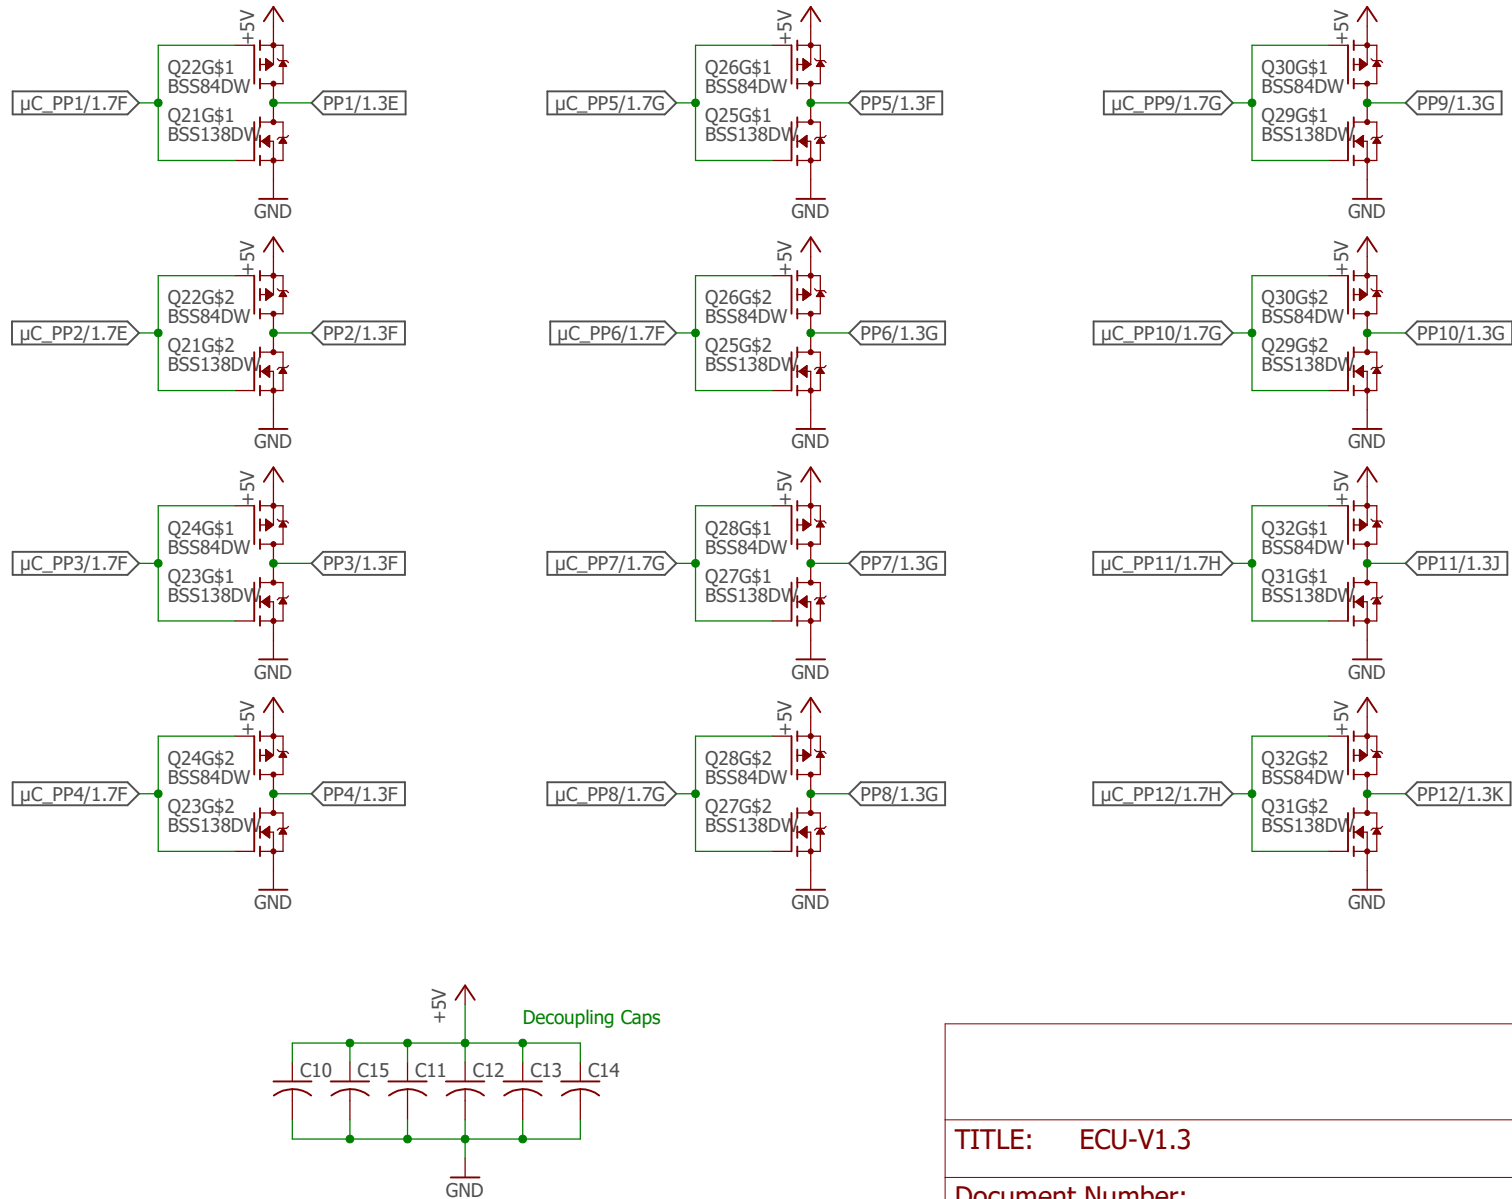 +5V
Q22G$1
BSS84DW
µC_PP1/1.7F
PP1/1.3E
Q21G$1
BSS138DW
GND
+5V
Q26G$1
BSS84DW
µC_PP5/1.7G
PP5/1.3F
Q25G$1
BSS138DW
GND
+5V
Q30G$1
BSS84DW
µC_PP9/1.7G
PP9/1.3G
Q29G$1
BSS138DW
GND
+5V
Q22G$2
BSS84DW
µC_PP2/1.7E
PP2/1.3F
Q21G$2
BSS138DW
GND
+5V
Q26G$2
BSS84DW
µC_PP6/1.7F
PP6/1.3G
Q25G$2
BSS138DW
GND
+5V
Q30G$2
BSS84DW
µC_PP10/1.7G
PP10/1.3G
Q29G$2
BSS138DW
GND
+5V
Q24G$1
BSS84DW
µC_PP3/1.7F
PP3/1.3F
Q23G$1
BSS138DW
GND
+5V
Q28G$1
BSS84DW
µC_PP7/1.7G
PP7/1.3G
Q27G$1
BSS138DW
GND
+5V
Q32G$1
BSS84DW
µC_PP11/1.7H
PP11/1.3J
Q31G$1
BSS138DW
GND
+5V
Q24G$2
BSS84DW
µC_PP4/1.7F
PP4/1.3F
Q23G$2
BSS138DW
GND
+5V
Q28G$2
BSS84DW
µC_PP8/1.7G
PP8/1.3G
Q27G$2
BSS138DW
GND
+5V
Q32G$2
BSS84DW
µC_PP12/1.7H
PP12/1.3K
Q31G$2
BSS138DW
GND
+5V
Decoupling Caps
C10 C15 C11 C12 C13 C14
GND
TITLE: ECU-V1.3
Document Number: